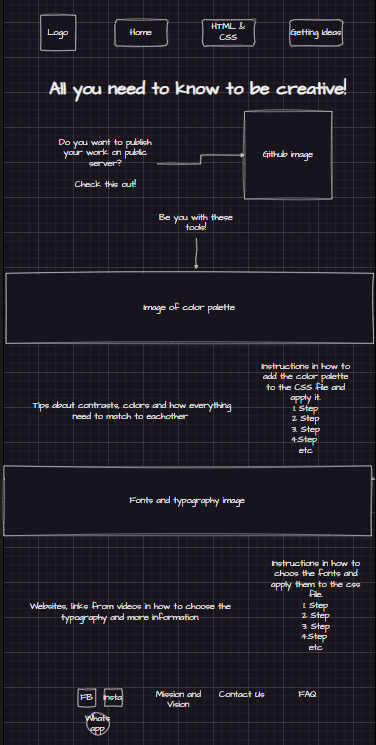 Logo
Home
HTML &
CSS
Getting Ideas
All you need to know to be creative!
Do you want to publish
your work on public
server?
Check this out!
Github image
Be you with these
tools!
Image of color palette
Instructions in how to
add the color palette
to the CSS file and
apply it.
1. Step
2. Step
3. Step
4.Step
etc
Tips about contrasts, colors and how everything
need to match to eachother
Fonts and typography image
Instructions in how to
choos the fonts and
apply them to the css
file.
1. Step
2. Step
3. Step
4.Step
etc
Websites, links from videos in how to choose the
typography and more information.
FB
Insta
Mission and
Vision
Contact Us
FAQ
Whats
app